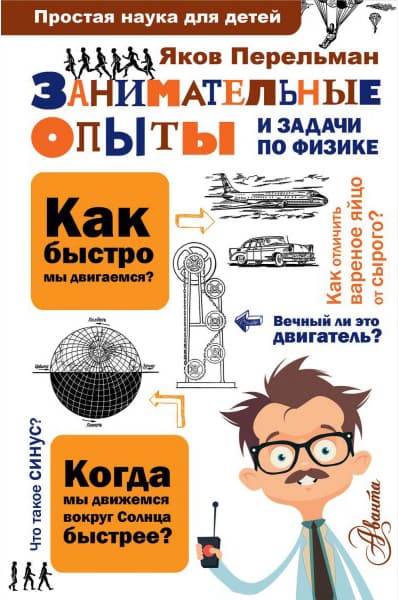 Простая наука для детей
Яков Перельман
ЗАНИМАТЕЛЬНЫЕ
ОПЫТЫ
И ЗАДАЧИ
ПО ФИЗИКЕ
Как
быстро
мы двигаемся?
Как отличить
вареное яйцо
от сырого?
Вечный ли это
двигатель?
Что такое синус?
Когда
мы движемся
вокруг Солнца
быстрее?
Аванта